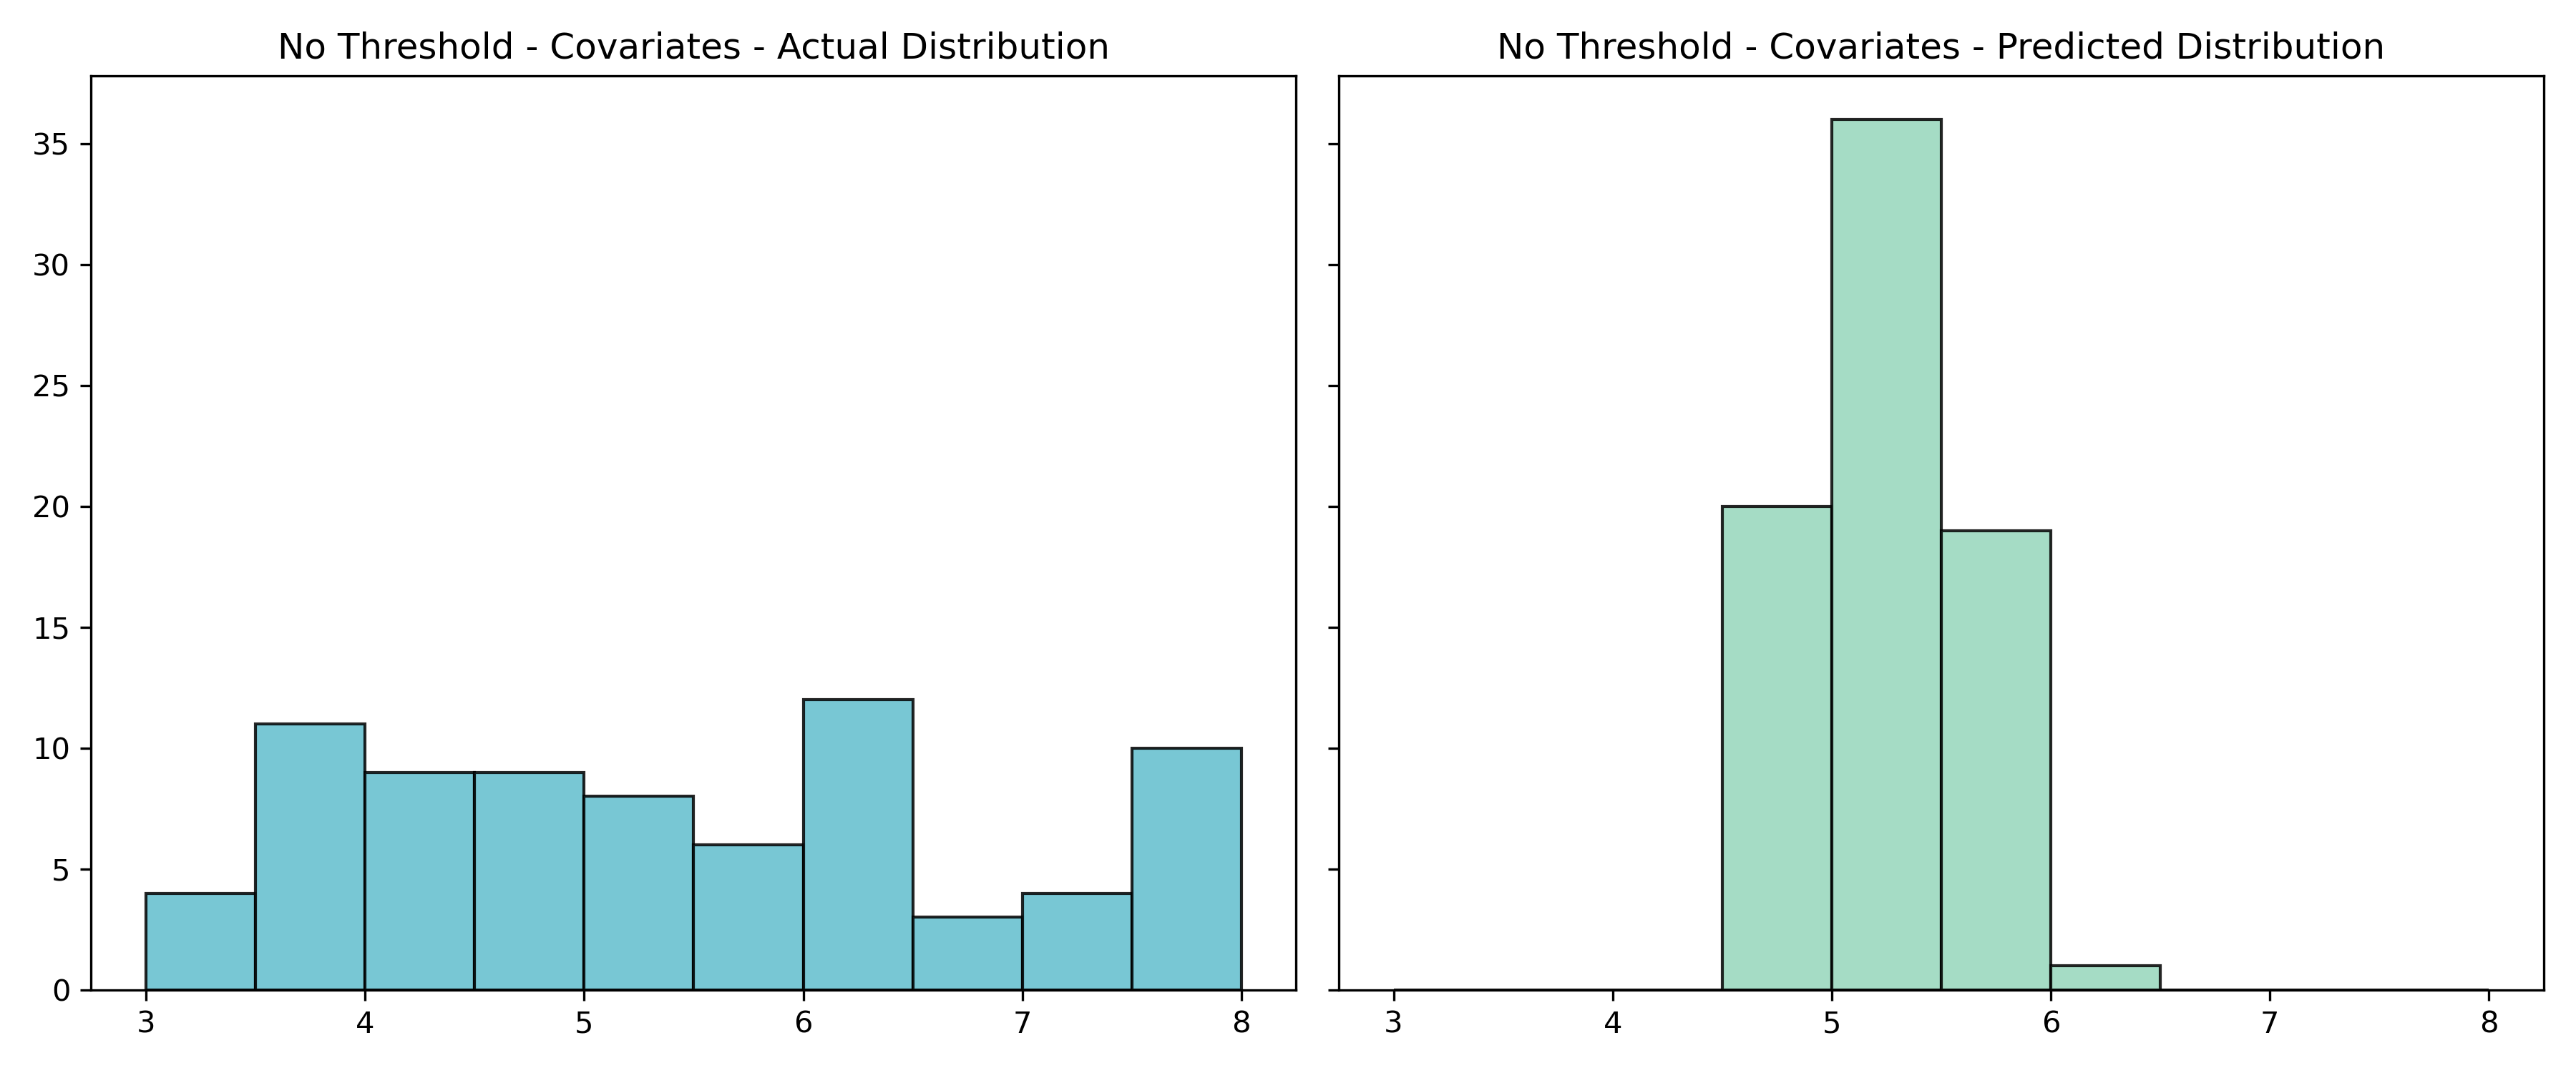 No Threshold - Covariates - Actual Distribution
35
30
25
20
15
10
5
0
3 4 5 6 7 8
No Threshold - Covariates - Predicted Distribution
3 4 5 6 7 8